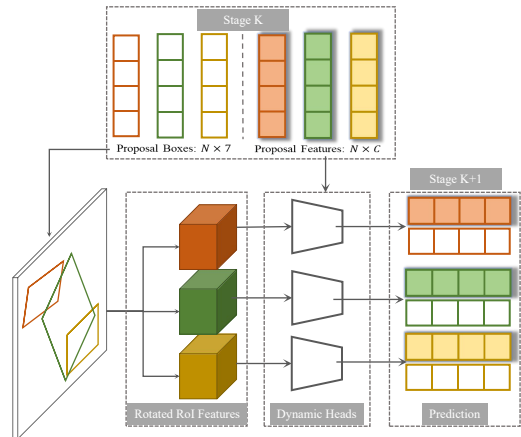 Stage K
Proposal Boxes: N × 7
Proposal Features: N × C
Stage K+1
Rotated RoI Features
Dynamic Heads
Prediction